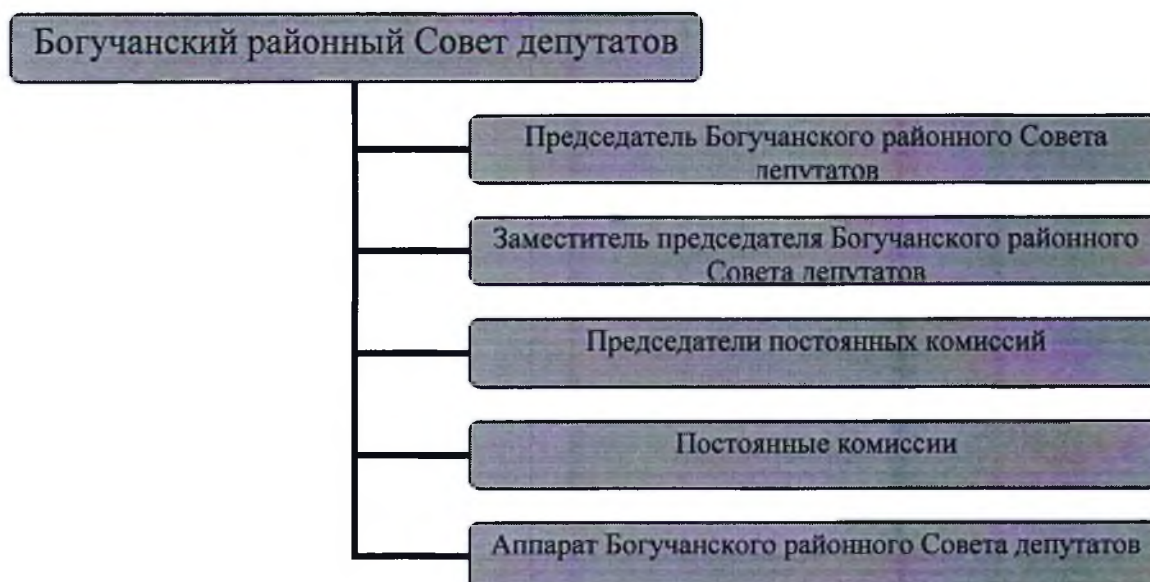 Богучанский районный Совет депутатов
Председатель Богучанского районного Совета
депутатов
Заместитель председателя Богучанского районного
Совета депутатов
Председатели постоянных комиссий
Постоянные комиссии
Аппарат Богучанского районного Совета депутатов